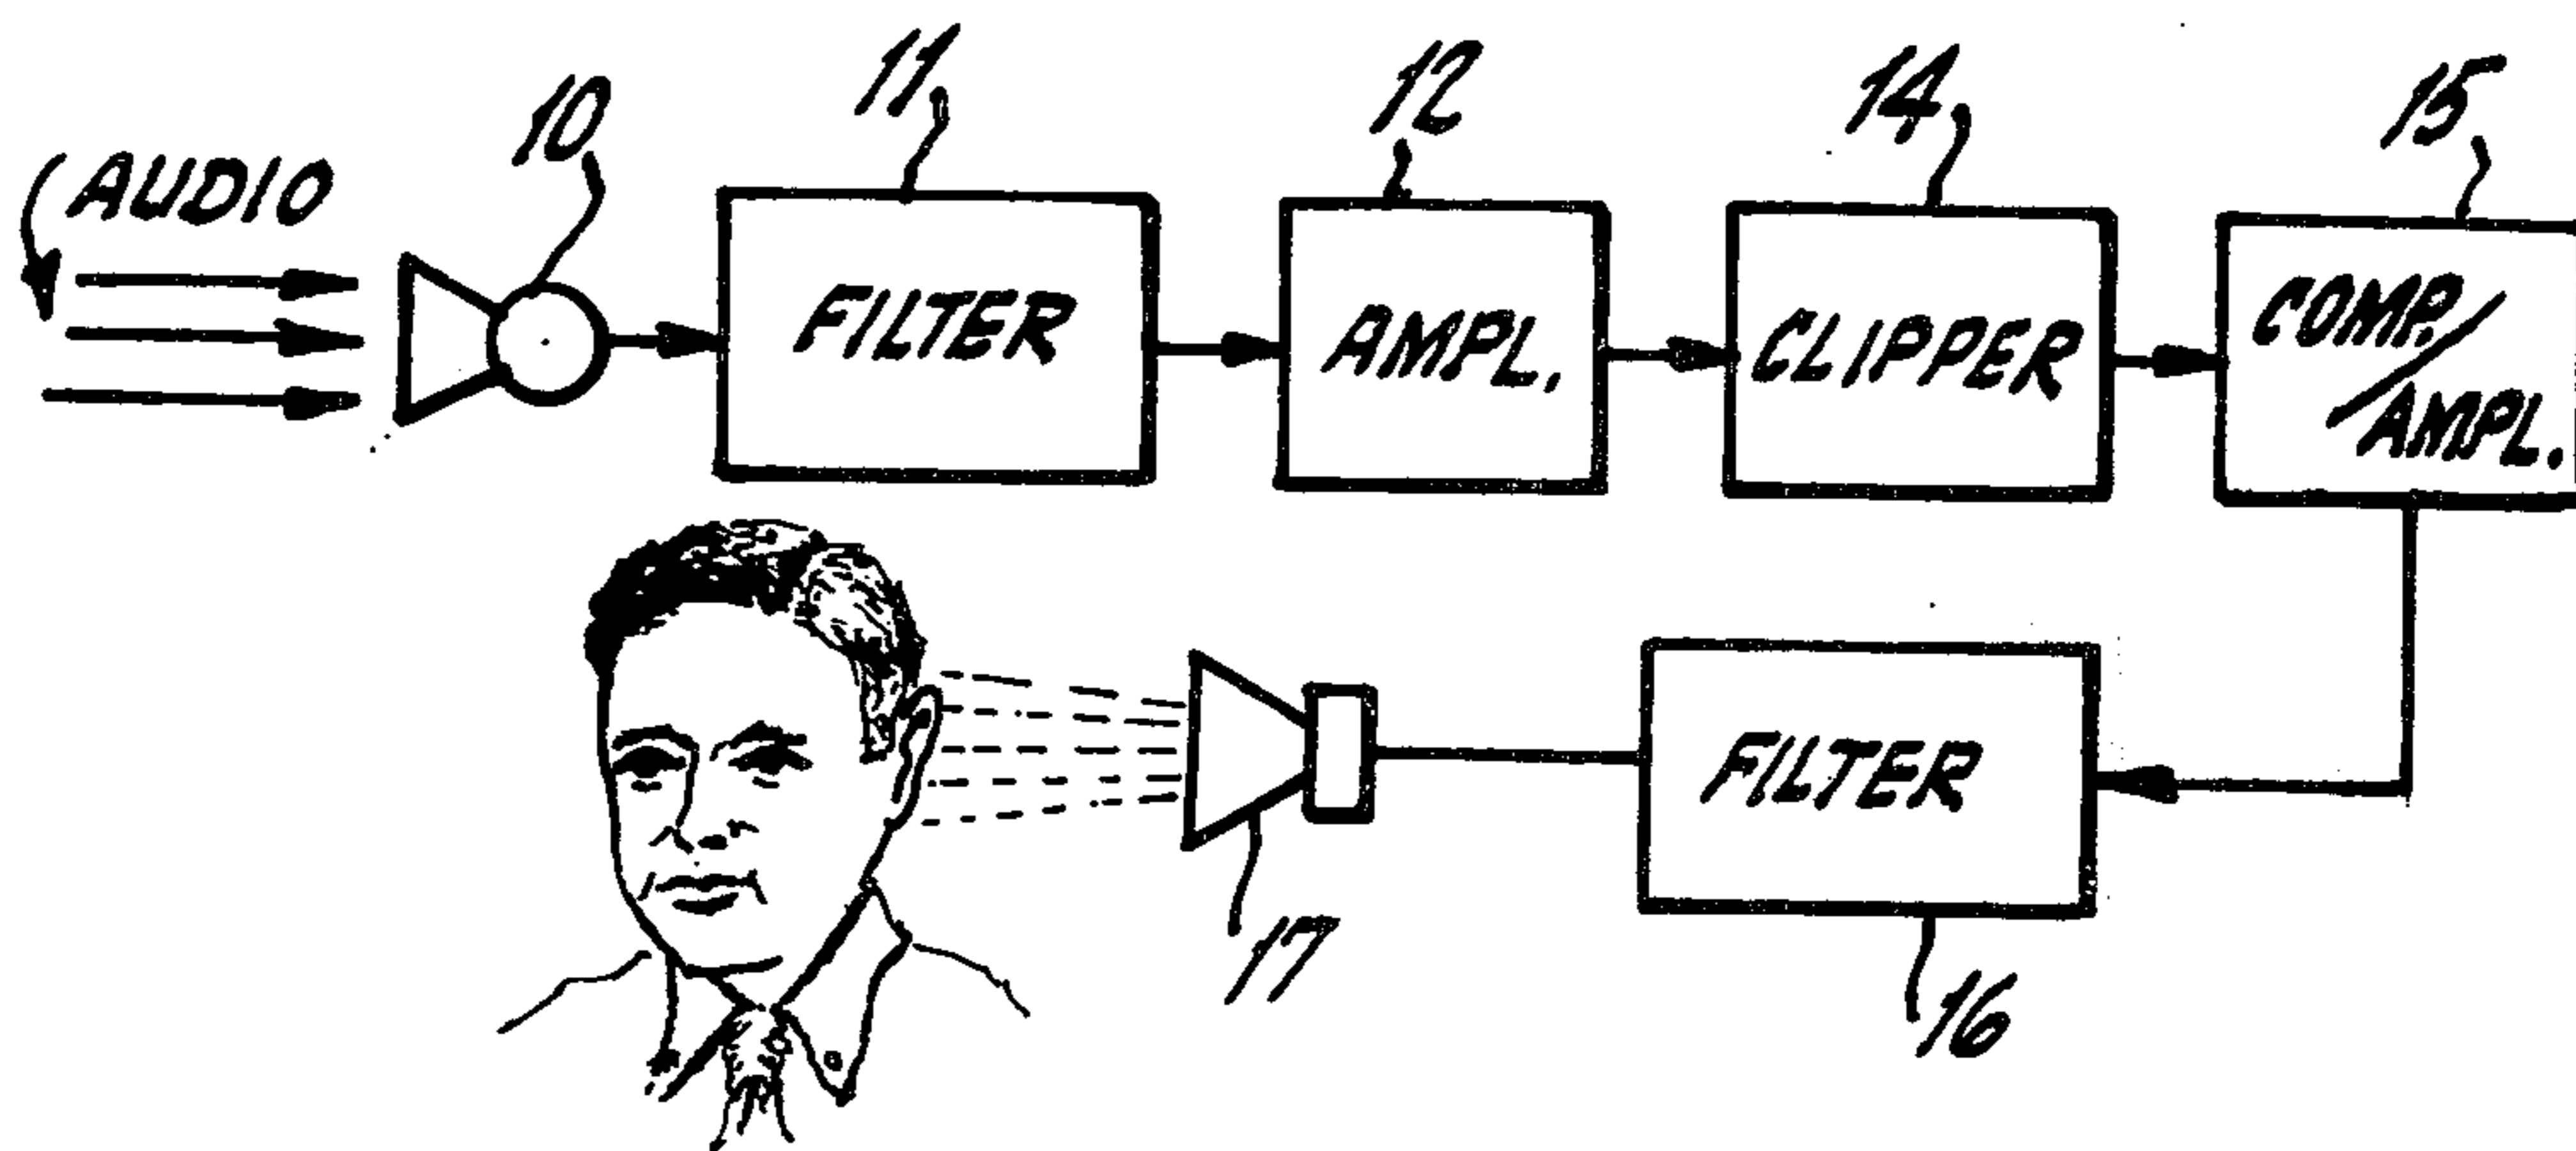 10
11
12
14
15
AUDIO
FILTER
AMPL.
CLIPPER
COMP./
AMPL.
FILTER
17
16